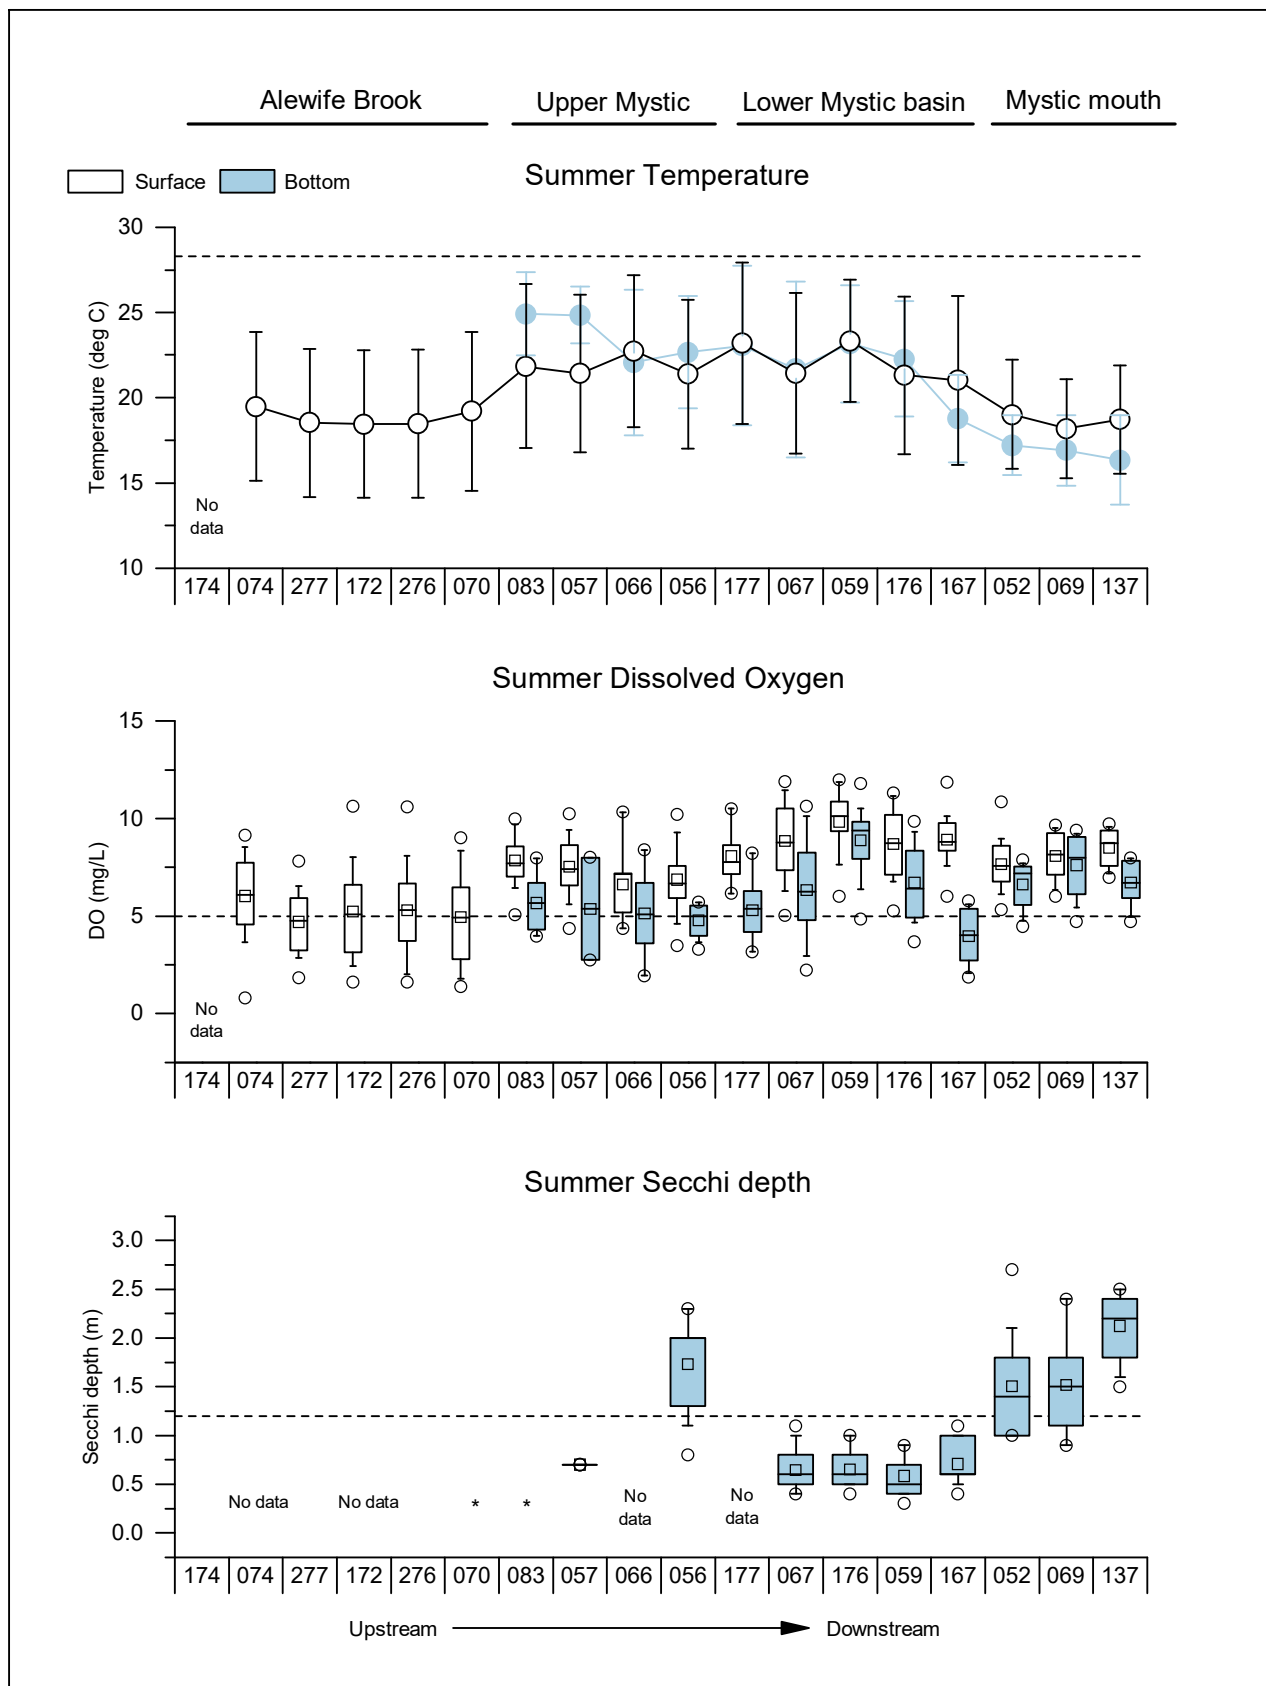 Alewife Brook Upper Mystic Lower Mystic basin Mystic mouth
Surface Bottom
Summer Temperature
Temperature (deg C)
30
25
20
15
10
No
data
174 074 277 172 276 070 083 057 066 056 177 067 059 176 167 052 069 137
Summer Dissolved Oxygen
DO (mg/L)
15
10
5
0
No
data
174 074 277 172 276 070 083 057 066 056 177 067 059 176 167 052 069 137
Summer Secchi depth
Secchi depth (m)
3.0
2.5
2.0
1.5
1.0
0.5
0.0
No data No data * *
No
data
No
data
174 074 277 172 276 070 083 057 066 056 177 067 176 059 167 052 069 137
Upstream Downstream